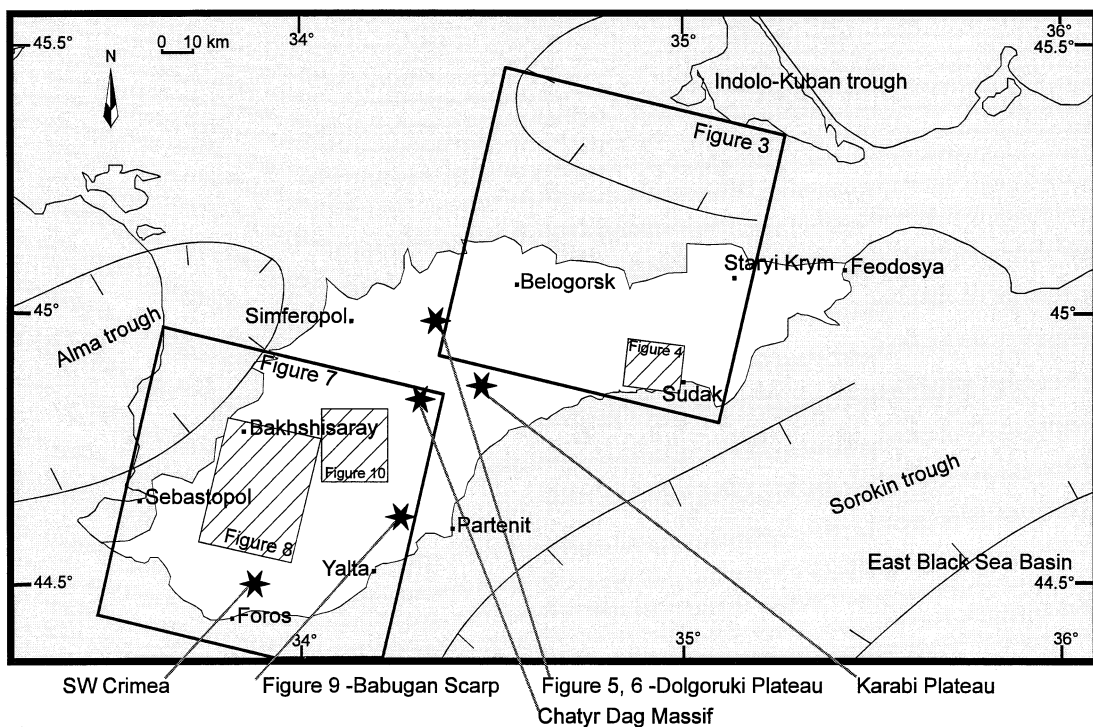 34°
35°
36°
45.5°
45.5°
N
0 10 km
Indolo-Kuban trough
Figure 3
Staryi Krym
Feodosya
Belogorsk
45°
45°
Simferopol
Alma trough
Figure 4
Figure 7
Sudak
Bakhshisaray
Figure 10
Sorokin trough
Sebastopol
Partenit
Figure 8
Yalta
East Black Sea Basin
44.5°
44.5°
Foros
34°
35°
36°
SW Crimea
Figure 9 -Babugan Scarp
Figure 5, 6 -Dolgoruki Plateau
Karabi Plateau
Chatyr Dag Massif